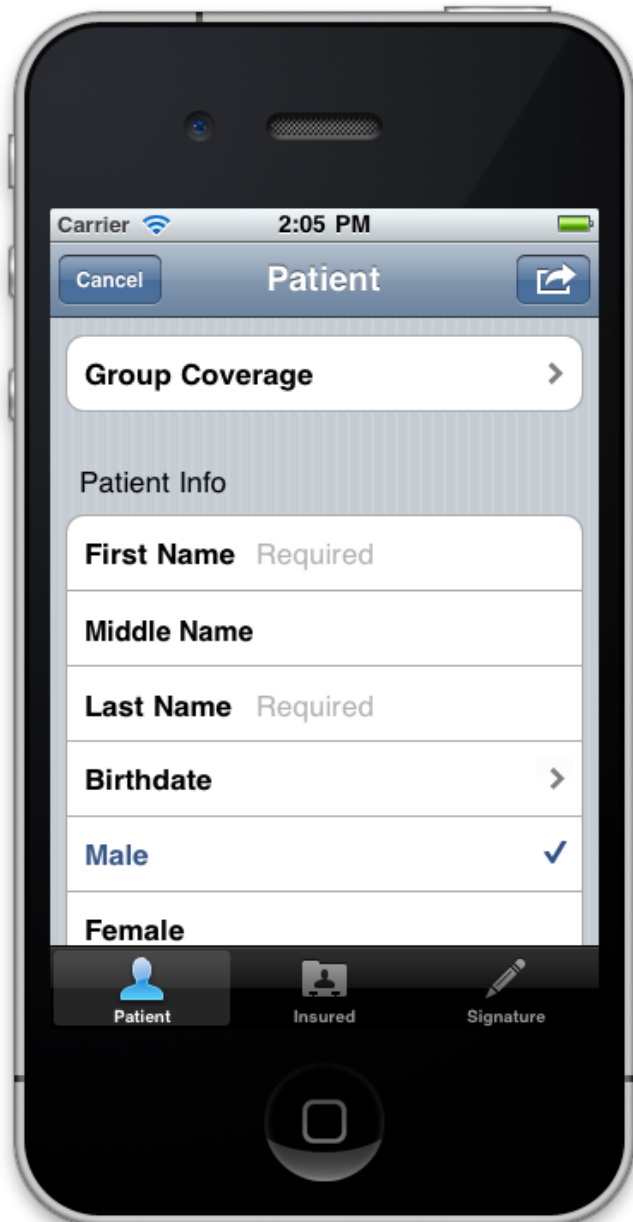 Carrier 2:05 PM
Cancel Patient
Group Coverage
Patient Info
First Name Required
Middle Name
Last Name Required
Birthdate
Male
Female
Patient Insured Signature